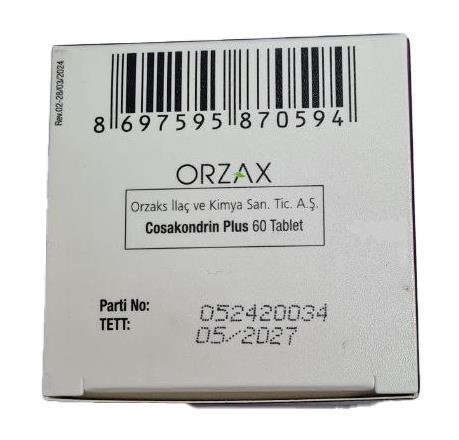 Rev.02-28/03/2024
8 697595 870594
ORZAX
Orzaks İlaç ve Kimya San. Tic. A.Ş.
Cosakondrin Plus 60 Tablet
Parti No: 052420034
TETT: 05/2027